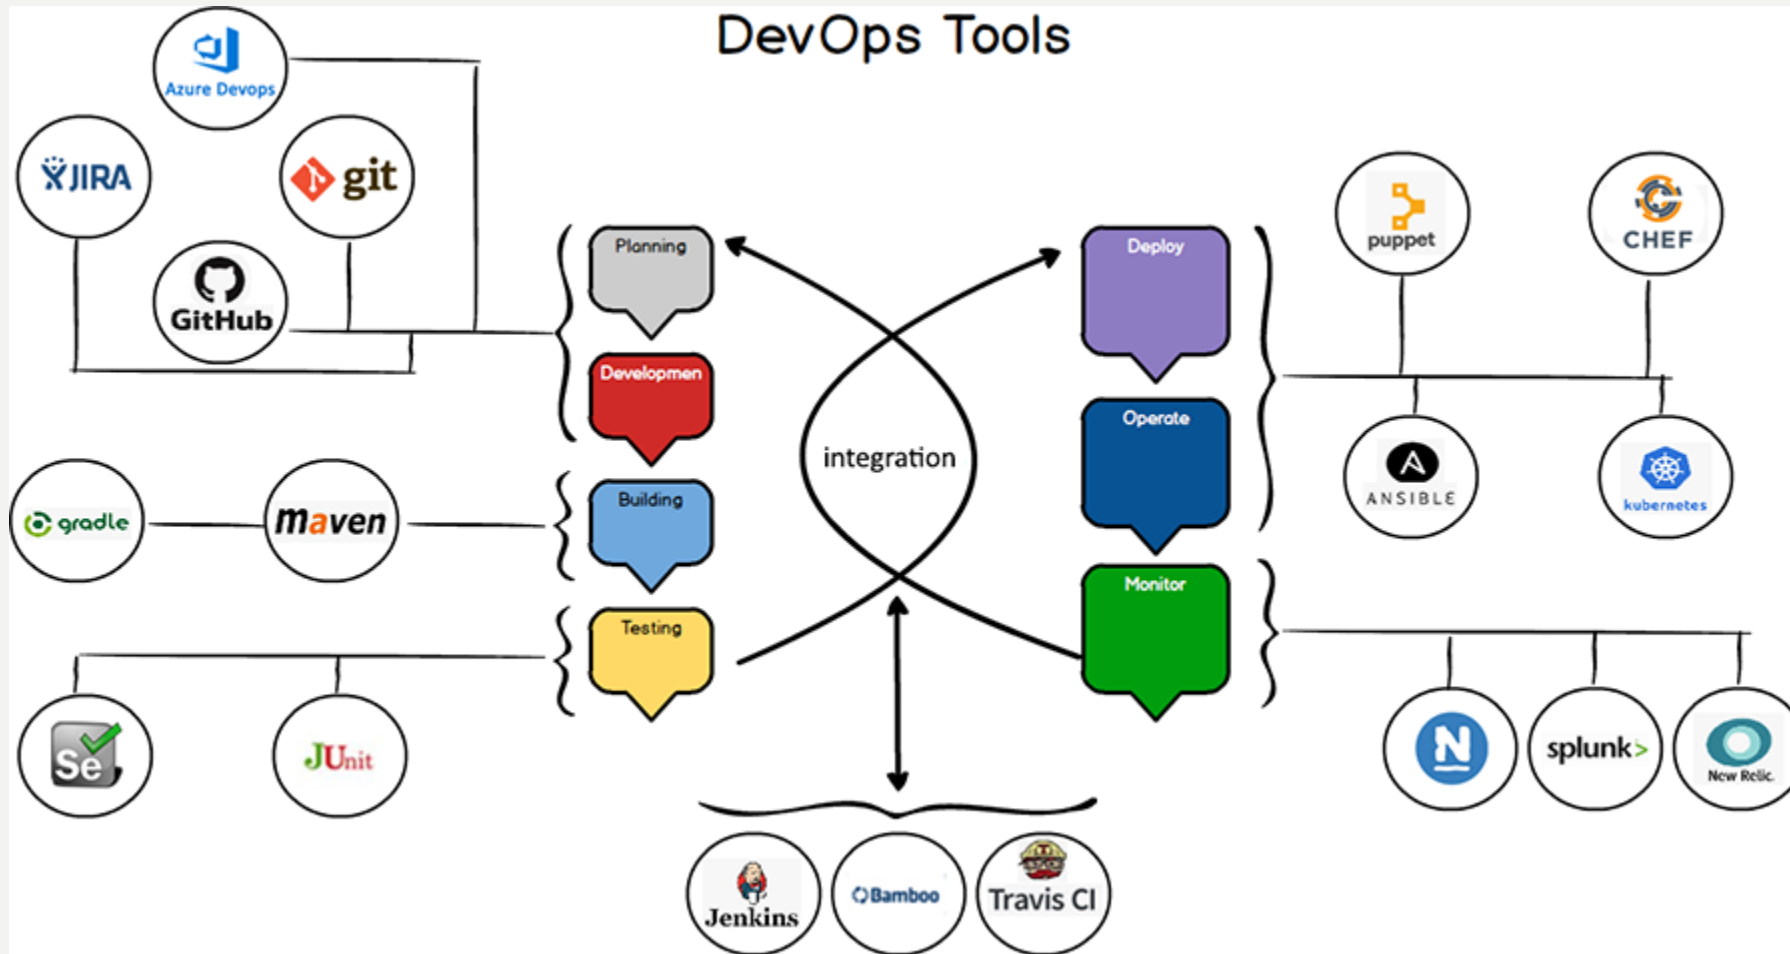 DevOps Tools
Azure Devops
JIRA
git
GitHub
Planning
Developmen
Building
Testing
gradle
maven
Se
JUnit
integration
Deploy
Operate
Monitor
puppet
CHEF
ANSIBLE
kubernetes
N
splunk>
New Relic.
Jenkins
Bamboo
Travis CI